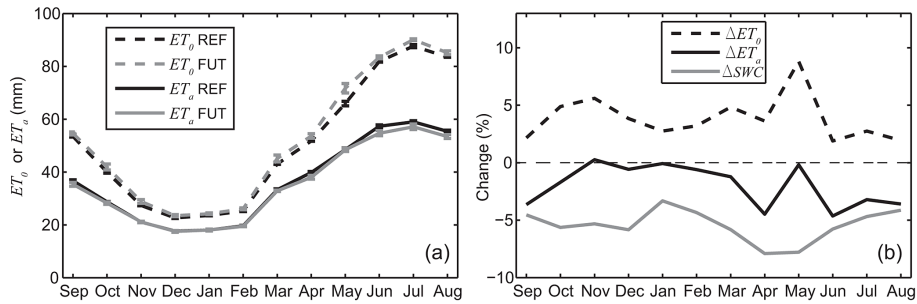 100
80
60
40
20
0
ET0 or ETa (mm)
ET0 REF
ET0 FUT
ETa REF
ETa FUT
(a)
Sep Oct Nov Dec Jan Feb Mar Apr May Jun Jul Aug
10
5
0
−5
−10
Change (%)
ΔET0
ΔETa
ΔSWC
(b)
Sep Oct Nov Dec Jan Feb Mar Apr May Jun Jul Aug